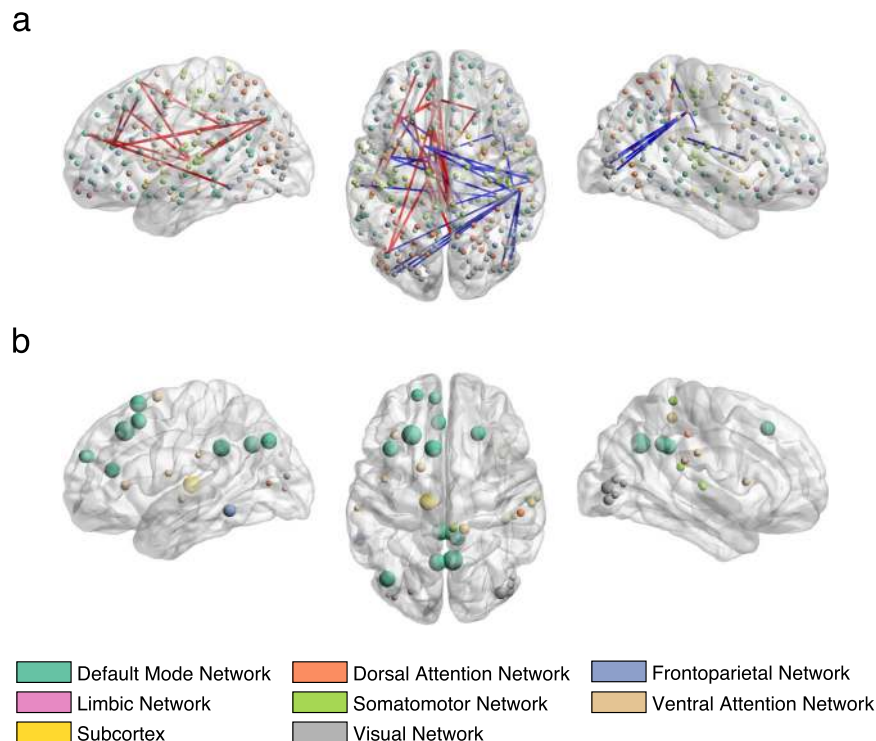 a
b
Default Mode Network Dorsal Attention Network Frontoparietal Network
Limbic Network Somatomotor Network Ventral Attention Network
Subcortex Visual Network